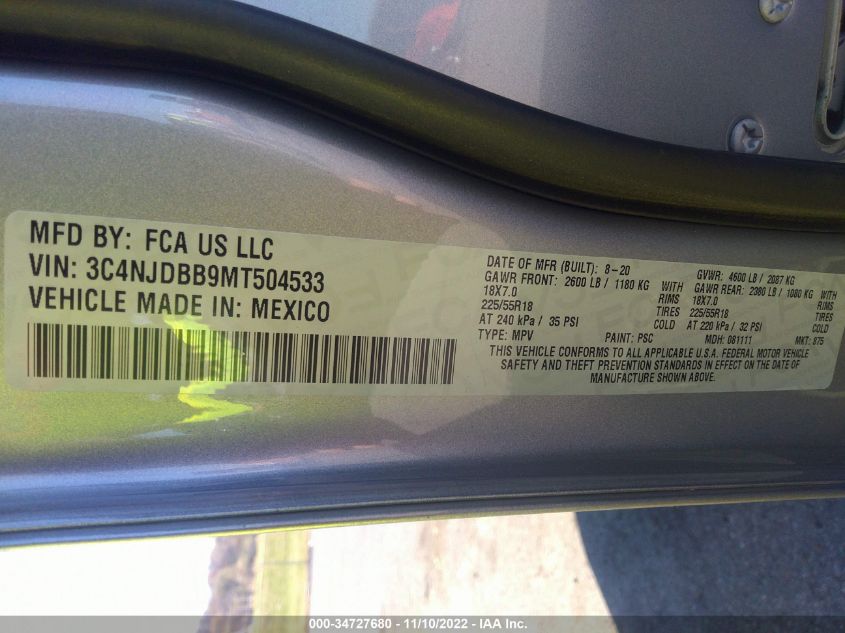 MFD BY: FCA US LLC
VIN: 3C4NJDBB9MT504533
VEHICLE MADE IN: MEXICO
DATE OF MFR (BUILT): 8-20 GVWR: 4600 LB / 2087 KG
GAWR FRONT: 2600 LB / 1180 KG WITH GAWR REAR: 2380 LB / 1080 KG WITH
18X7.0 RIMS 18X7.0 RIMS
225/55R18 TIRES 225/55R18 TIRES
AT 240 kPa / 35 PSI COLD AT 220 kPa / 32 PSI COLD
TYPE: MPV PAINT: PSC MDH: 081111 MKT: 875
THIS VEHICLE CONFORMS TO ALL APPLICABLE U.S.A. FEDERAL MOTOR VEHICLE
SAFETY AND THEFT PREVENTION STANDARDS IN EFFECT ON THE DATE OF
MANUFACTURE SHOWN ABOVE.
000-34727680 - 11/10/2022 - IAA Inc.